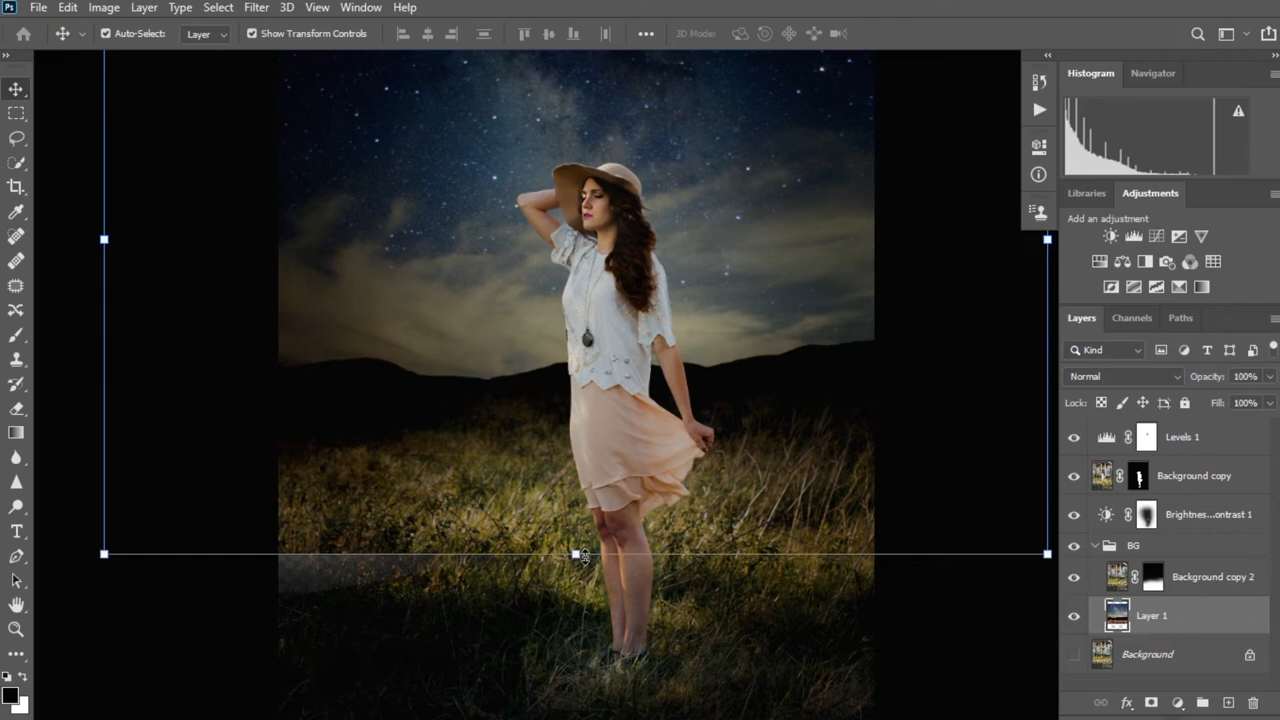 Ps File Edit Image Layer Type Select Filter 3D View Window Help
Auto-Select: Layer Show Transform Controls 3D Mode:
Histogram Navigator
Libraries Adjustments
Add an adjustment
Layers Channels Paths
Kind
Normal Opacity: 100%
Lock: Fill: 100%
Levels 1
Background copy
Brightnes...ontrast 1
BG
Background copy 2
Layer 1
Background